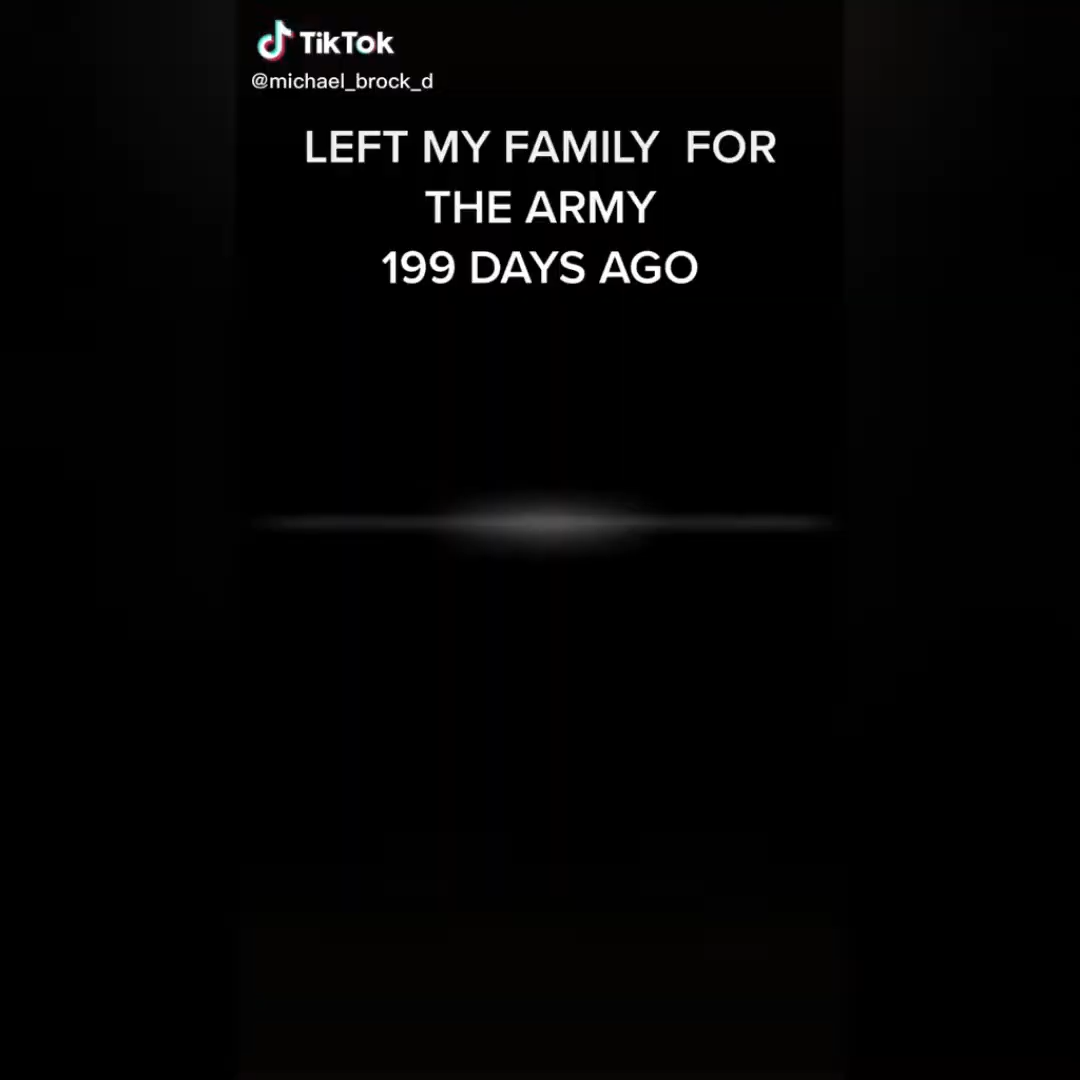 TikTok
@michael_brock_d
LEFT MY FAMILY FOR
THE ARMY
199 DAYS AGO